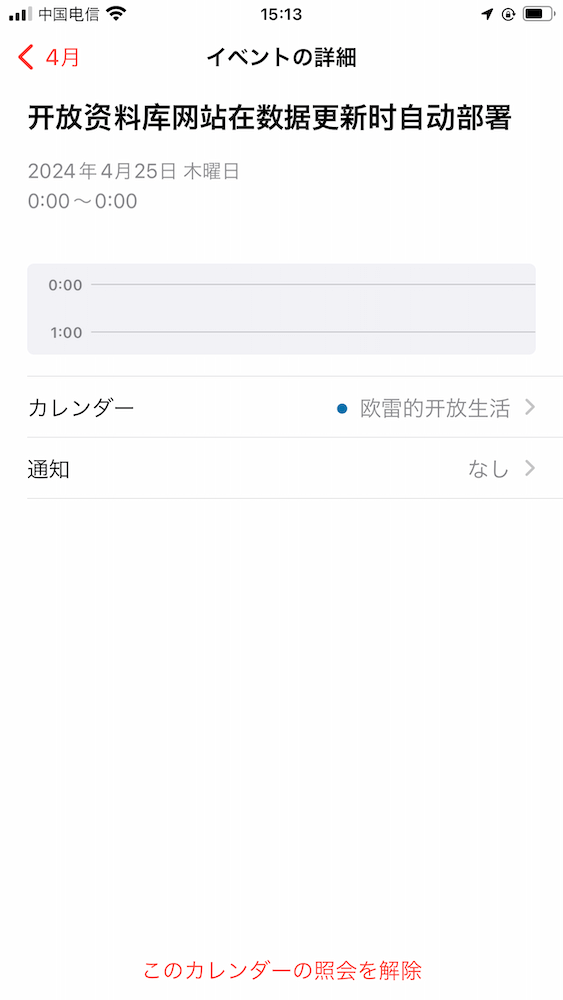 中国电信 15:13
4月 イベントの詳細
开放资料库网站在数据更新时自动部署
2024年4月25日 木曜日
0:00〜0:00
0:00
1:00
カレンダー 欧雷的开放生活
通知 なし
このカレンダーの照会を解除